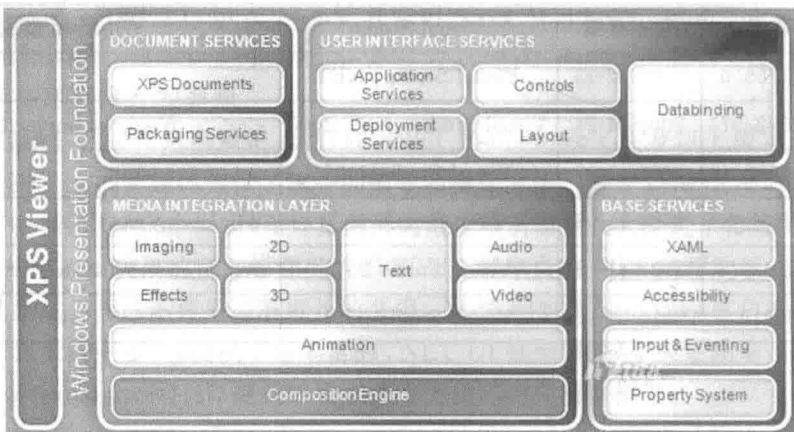 XPS Viewer
Windows Presentation Foundation
DOCUMENT SERVICES
XPS Documents
Packaging Services
USER INTERFACE SERVICES
Application
Services
Deployment
Services
Controls
Layout
Databinding
MEDIA INTEGRATION LAYER
Imaging
2D
Effects
3D
Text
Audio
Video
Animation
Composition Engine
BASE SERVICES
XAML
Accessibility
Input & Eventing
Property System